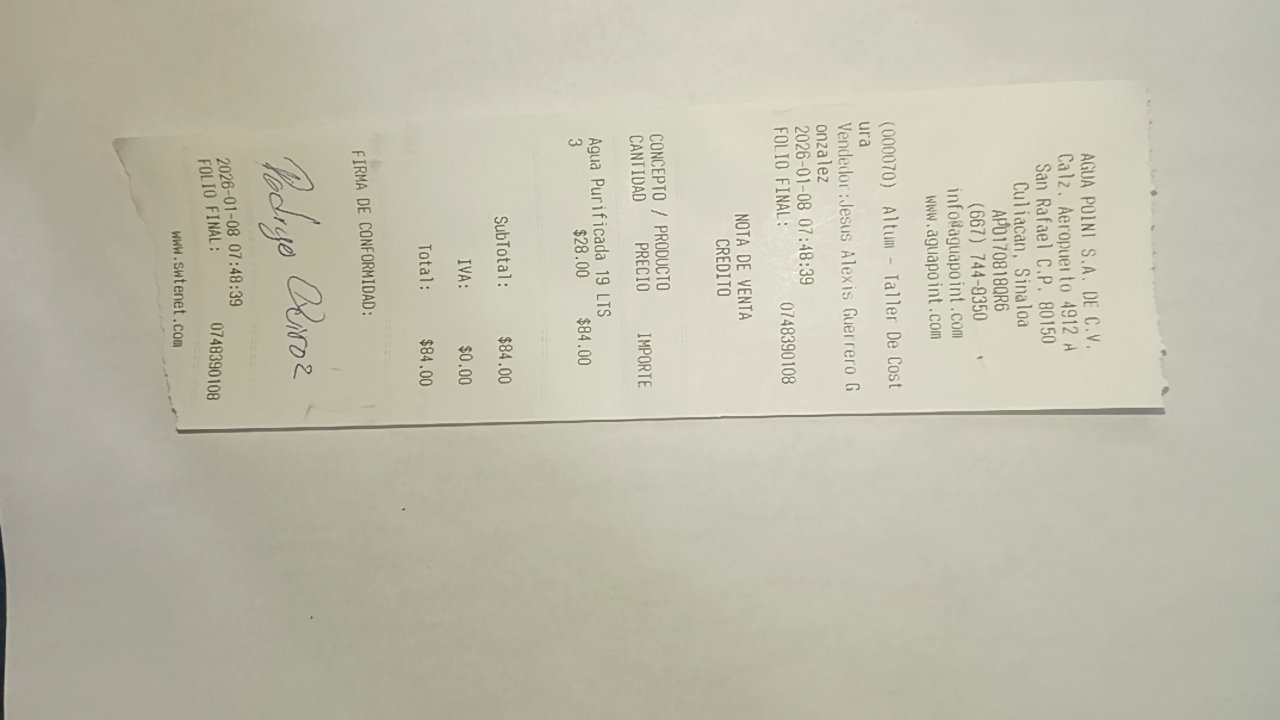 AGUA POINT S.A. DE C.V.
Calz. Aeropuerto 4912 A
San Rafael C.P. 80150
Culiacan, Sinaloa
APO170818QR6
(667) 744-8350
info@aguapoint.com
www.aguapoint.com
(000070) Altum - Taller De Cost
ura
Vendedor:Jesus Alexis Guerrero G
onzalez
2026-01-08 07:48:39
FOLIO FINAL: 0748390108
NOTA DE VENTA
CREDITO
CONCEPTO / PRODUCTO
CANTIDAD PRECIO IMPORTE
Agua Purificada 19 LTS
3 $28.00 $84.00
SubTotal: $84.00
IVA: $0.00
Total: $84.00
FIRMA DE CONFORMIDAD:
Rodrigo
2026-01-08 07:48:39
FOLIO FINAL: 0748390108
www.swtenet.com